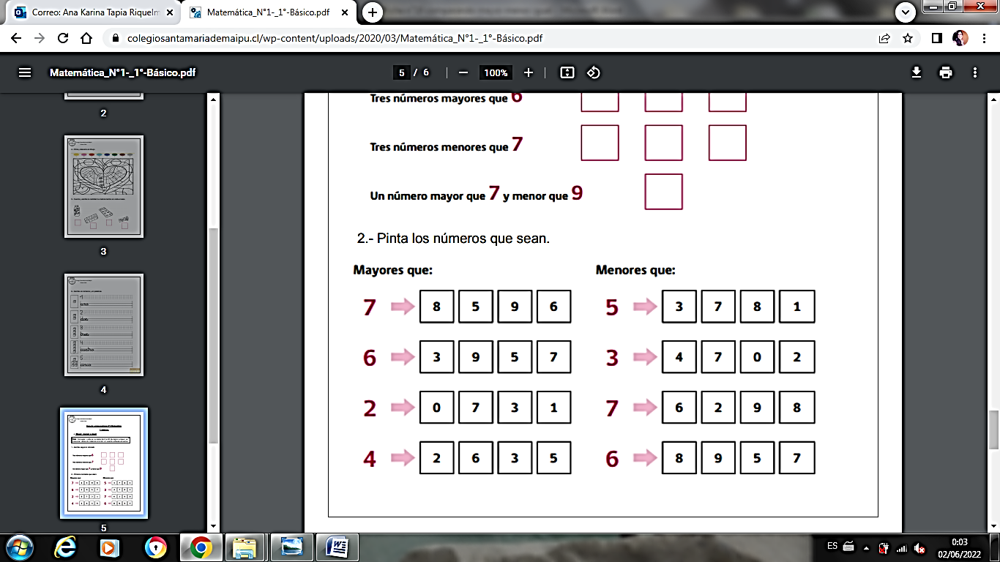 Correo: Ana Karina Tapia Riquelm
Matemática_N°1-_1°-Básico.pdf
colegiosantamariademaipu.cl/wp-content/uploads/2020/03/Matemática_N°1-_1°-Básico.pdf
Matemática_N°1-_1°-Básico.pdf 5 / 6 100%
2
3
4
5
Tres números mayores que 6
Tres números menores que 7
Un número mayor que 7 y menor que 9
2.- Pinta los números que sean.
Mayores que: Menores que:
7 8 5 9 6 5 3 7 8 1
6 3 9 5 7 3 4 7 0 2
2 0 7 3 1 7 6 2 9 8
4 2 6 3 5 6 8 9 5 7
ES 0:03
02/06/2022